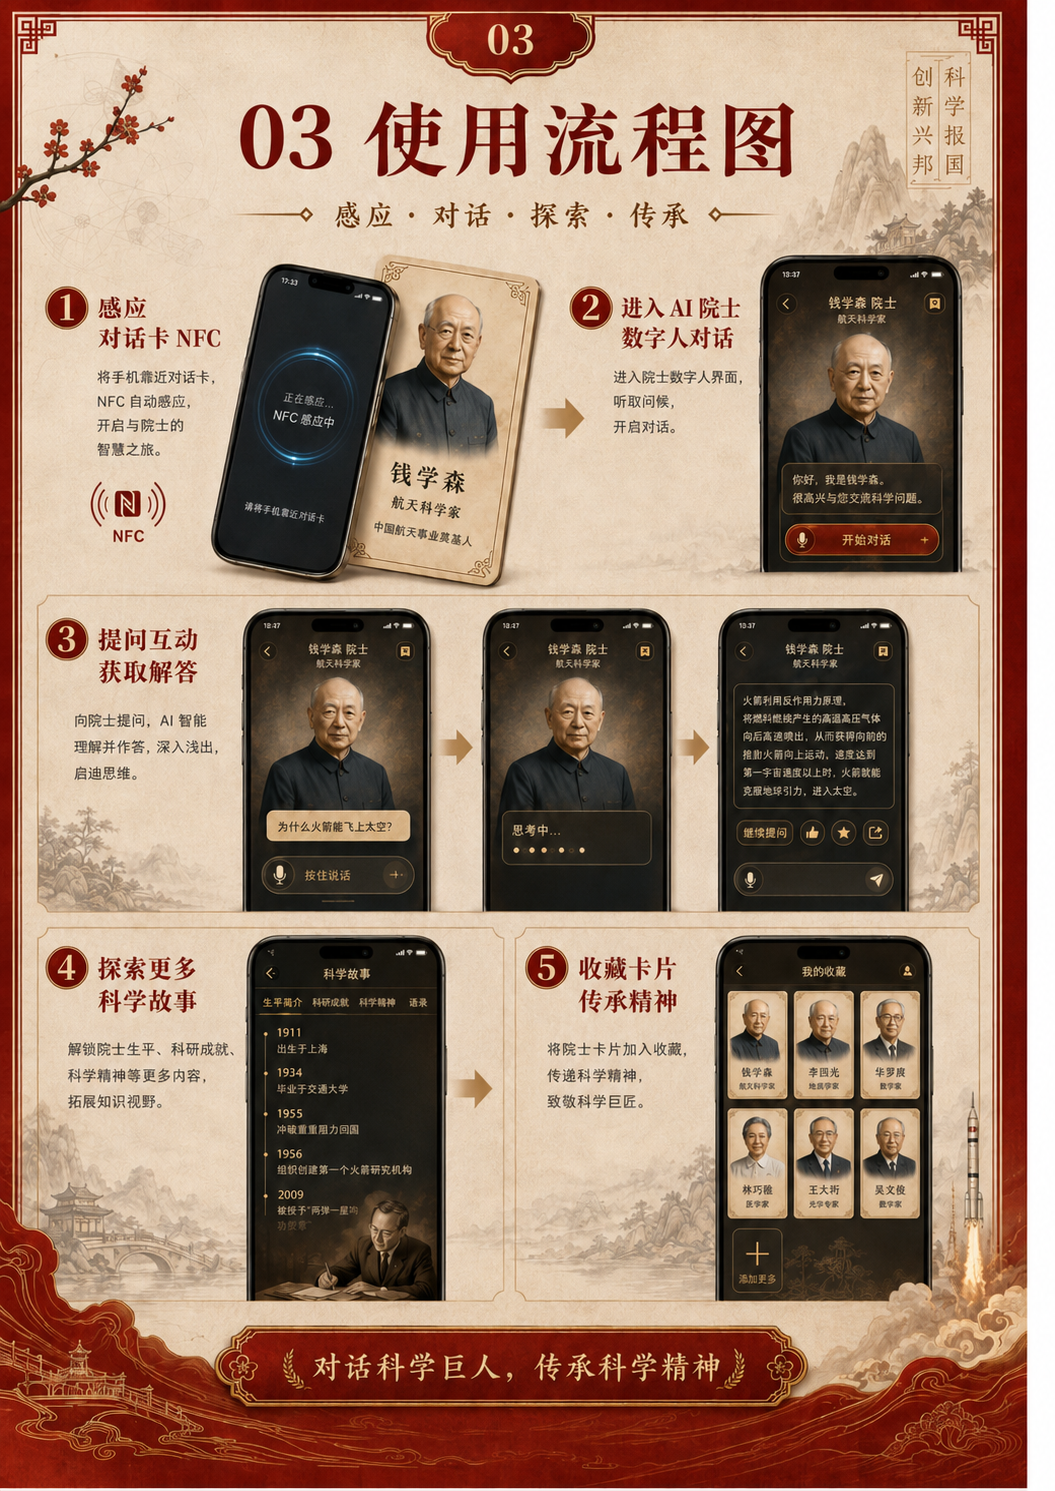 03
科学报国
创新兴邦
03 使用流程图
感应 · 对话 · 探索 · 传承
1
感应
对话卡 NFC
将手机靠近对话卡，
NFC 自动感应，
开启与院士的
智慧之旅。
NFC
正在感应...
NFC 感应中
请将手机靠近对话卡
钱学森
航天科学家
中国航天事业奠基人
2
进入 AI 院士
数字人对话
进入院士数字人界面，
听取问候，
开启对话。
钱学森 院士
航天科学家
你好，我是钱学森。
很高兴与您交流科学问题。
开始对话
3
提问互动
获取解答
向院士提问，AI 智能
理解并作答，深入浅出，
启迪思维。
钱学森 院士
航天科学家
为什么火箭能飞上太空？
按住说话
钱学森 院士
航天科学家
思考中...
钱学森 院士
航天科学家
火箭利用反作用力原理，
将燃料燃烧产生的高温高压气体
向后高速喷出，从而获得向前的
推动火箭向上运动，速度达到
第一宇宙速度以上时，火箭就能
克服地球引力，进入太空。
继续提问
4
探索更多
科学故事
解锁院士生平、科研成就、
科学精神等更多内容，
拓展知识视野。
科学故事
生平简介 科研成就 科学精神 语录
1911
出生于上海
1934
毕业于交通大学
1955
冲破重重阻力回国
1956
组织创建第一个火箭研究机构
2009
被授予“两弹一星
5
收藏卡片
传承精神
将院士卡片加入收藏，
传递科学精神，
致敬科学巨匠。
我的收藏
钱学森
航天科学家
李四光
地质学家
华罗庚
数学家
林巧稚
医学家
王大珩
光学专家
吴文俊
数学家
添加更多
对话科学巨人，传承科学精神